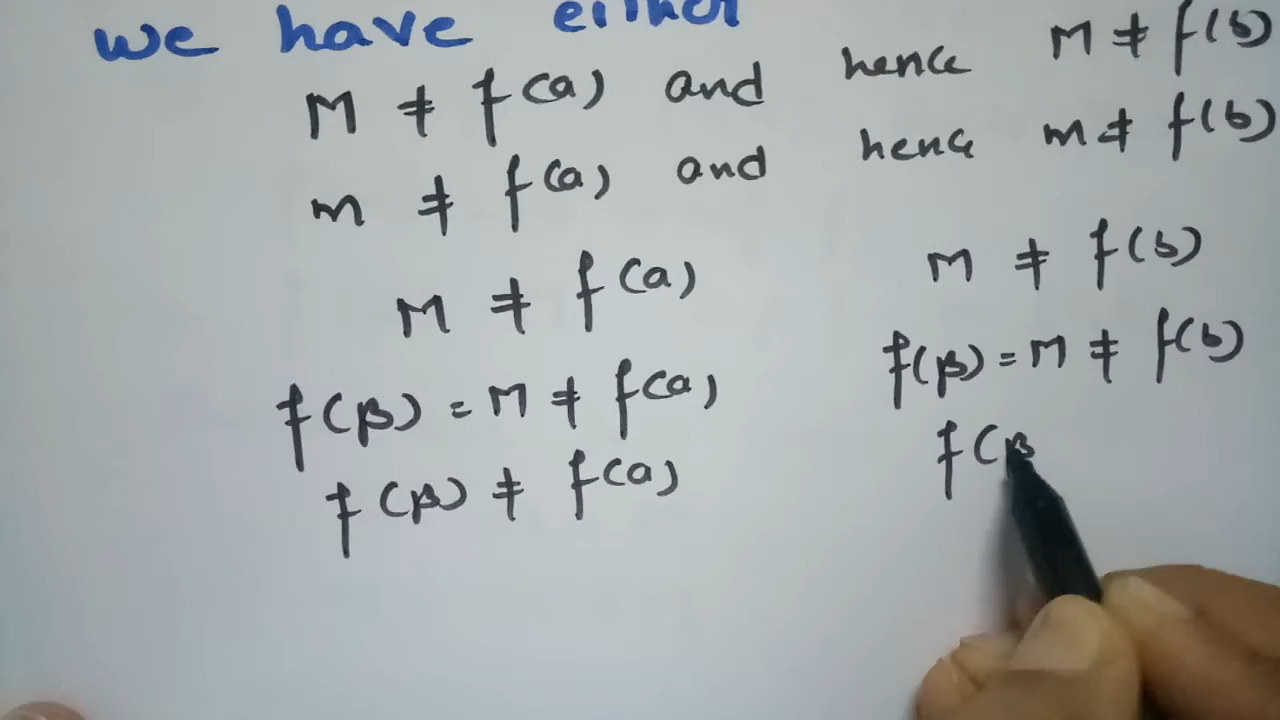 we have either
M ≠ f(a) and hence M ≠ f(b)
m ≠ f(a) and hence m ≠ f(b)
M ≠ f(a) M ≠ f(b)
f(β) = M ≠ f(a) f(β) = M ≠ f(b)
f(β) ≠ f(a) f(β